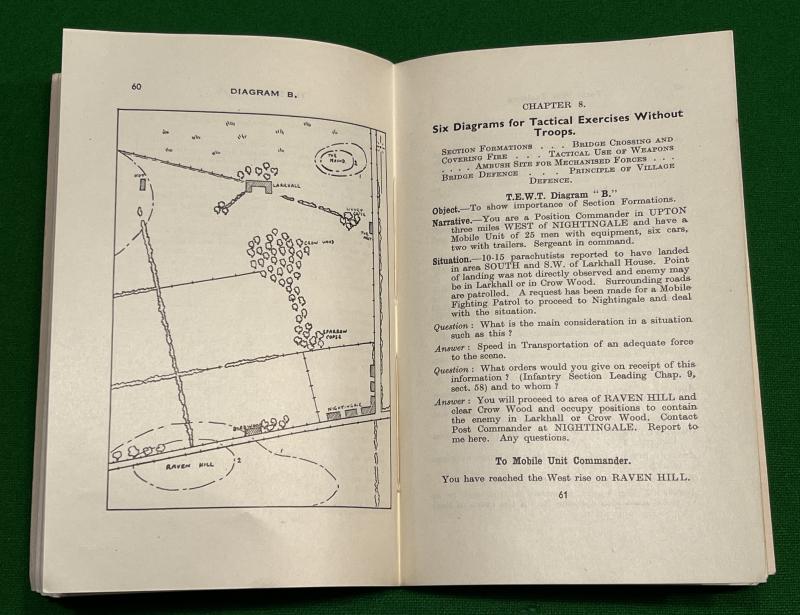 60
DIAGRAM B.
THE MOUND
1
2
HUT
LARKHALL
CROW WOOD
SPARROW
COPSE
NIGHTINGALE
RAVEN HILL
2
1
CHAPTER 8.
Six Diagrams for Tactical Exercises Without
Troops.
SECTION FORMATIONS . . . BRIDGE CROSSING AND
COVERING FIRE . . . TACTICAL USE OF WEAPONS
. . . . AMBUSH SITE FOR MECHANISED FORCES . . .
BRIDGE DEFENCE . . . PRINCIPLE OF VILLAGE
DEFENCE.
T.E.W.T. Diagram "B."
Object.—To show importance of Section Formations.
Narrative.—You are a Position Commander in UPTON
three miles WEST of NIGHTINGALE and have a
Mobile Unit of 25 men with equipment, six cars,
two with trailers. Sergeant in command.
Situation.—10-15 parachutists reported to have landed
in area SOUTH and S.W. of Larkhall House. Point
of landing was not directly observed and enemy may
be in Larkhall or in Crow Wood. Surrounding roads
are patrolled. A request has been made for a Mobile
Fighting Patrol to proceed to Nightingale and deal
with the situation.
Question : What is the main consideration in a situation
such as this ?
Answer : Speed in Transportation of an adequate force
to the scene.
Question : What orders would you give on receipt of this
information ? (Infantry Section Leading Chap. 9,
sect. 58) and to whom ?
Answer : You will proceed to area of RAVEN HILL and
clear Crow Wood and occupy positions to contain
the enemy in Larkhall or Crow Wood. Contact
Post Commander at NIGHTINGALE. Report to
me here. Any questions.
To Mobile Unit Commander.
You have reached the West rise on RAVEN HILL.
61